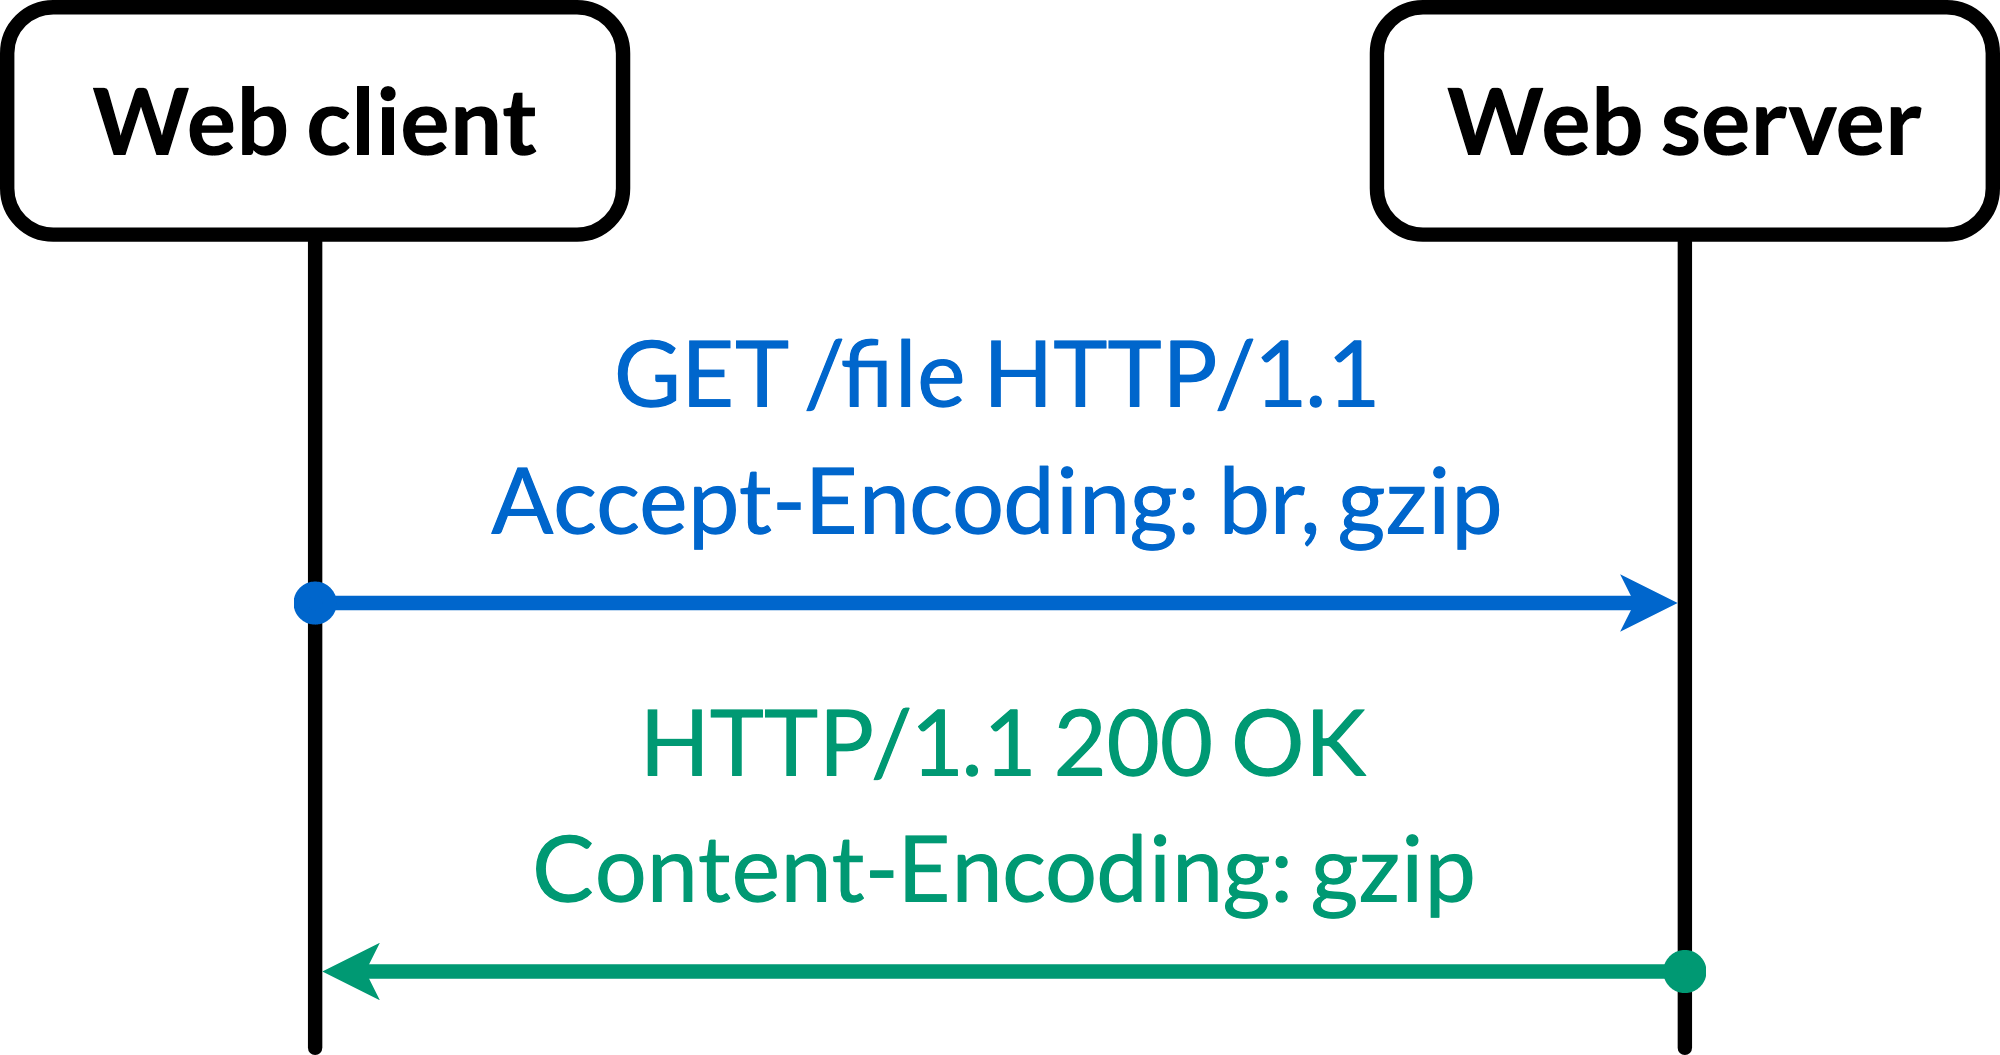 Web client
Web server
GET /file HTTP/1.1
Accept-Encoding: br, gzip
HTTP/1.1 200 OK
Content-Encoding: gzip